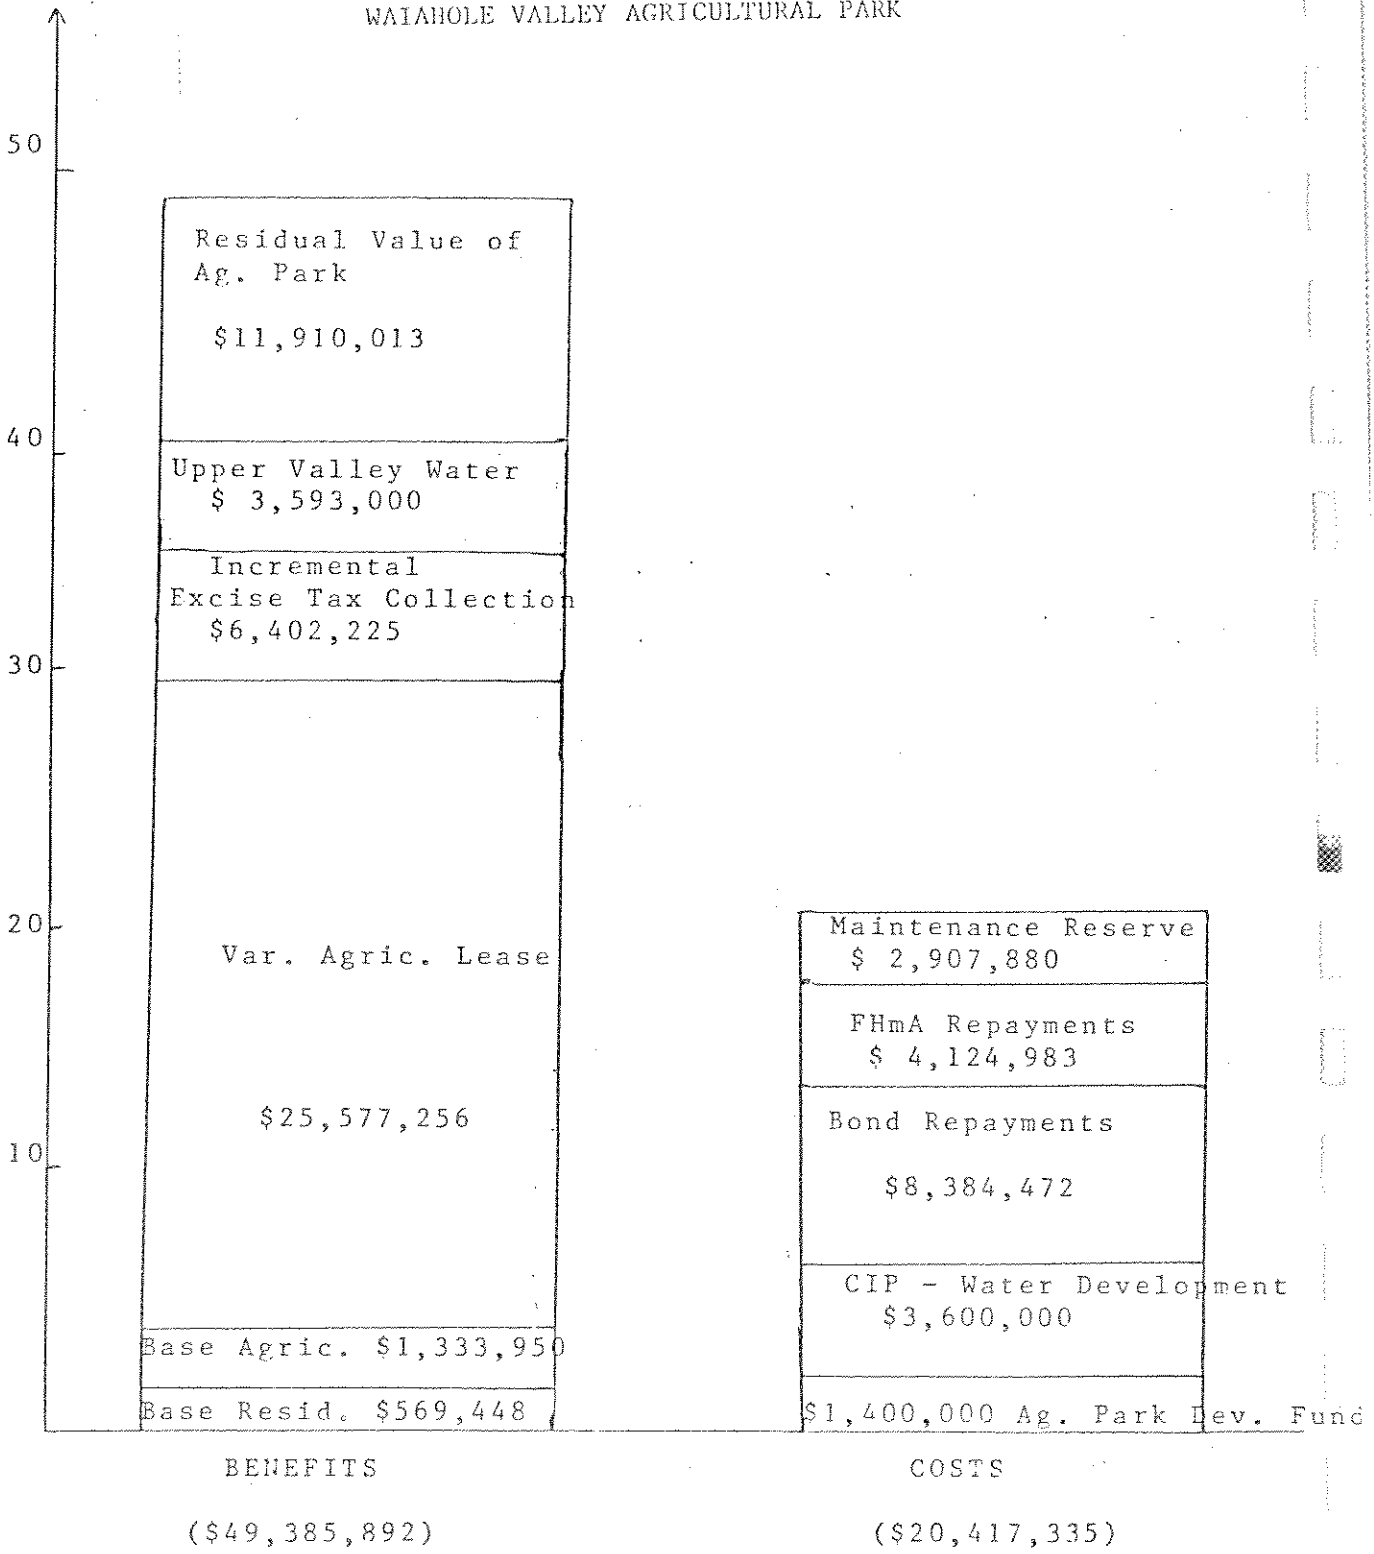 WAIAHOLE VALLEY AGRICULTURAL PARK
50
40
30
20
10
Residual Value of
Ag. Park
$11,910,013
Upper Valley Water
$ 3,593,000
Incremental
Excise Tax Collection
$6,402,225
Var. Agric. Lease
$25,577,256
Base Agric. $1,333,950
Base Resid. $569,448
Maintenance Reserve
$ 2,907,880
FHmA Repayments
$ 4,124,983
Bond Repayments
$8,384,472
CIP - Water Development
$3,600,000
$1,400,000 Ag. Park Dev. Fund
BENEFITS
($49,385,892)
COSTS
($20,417,335)